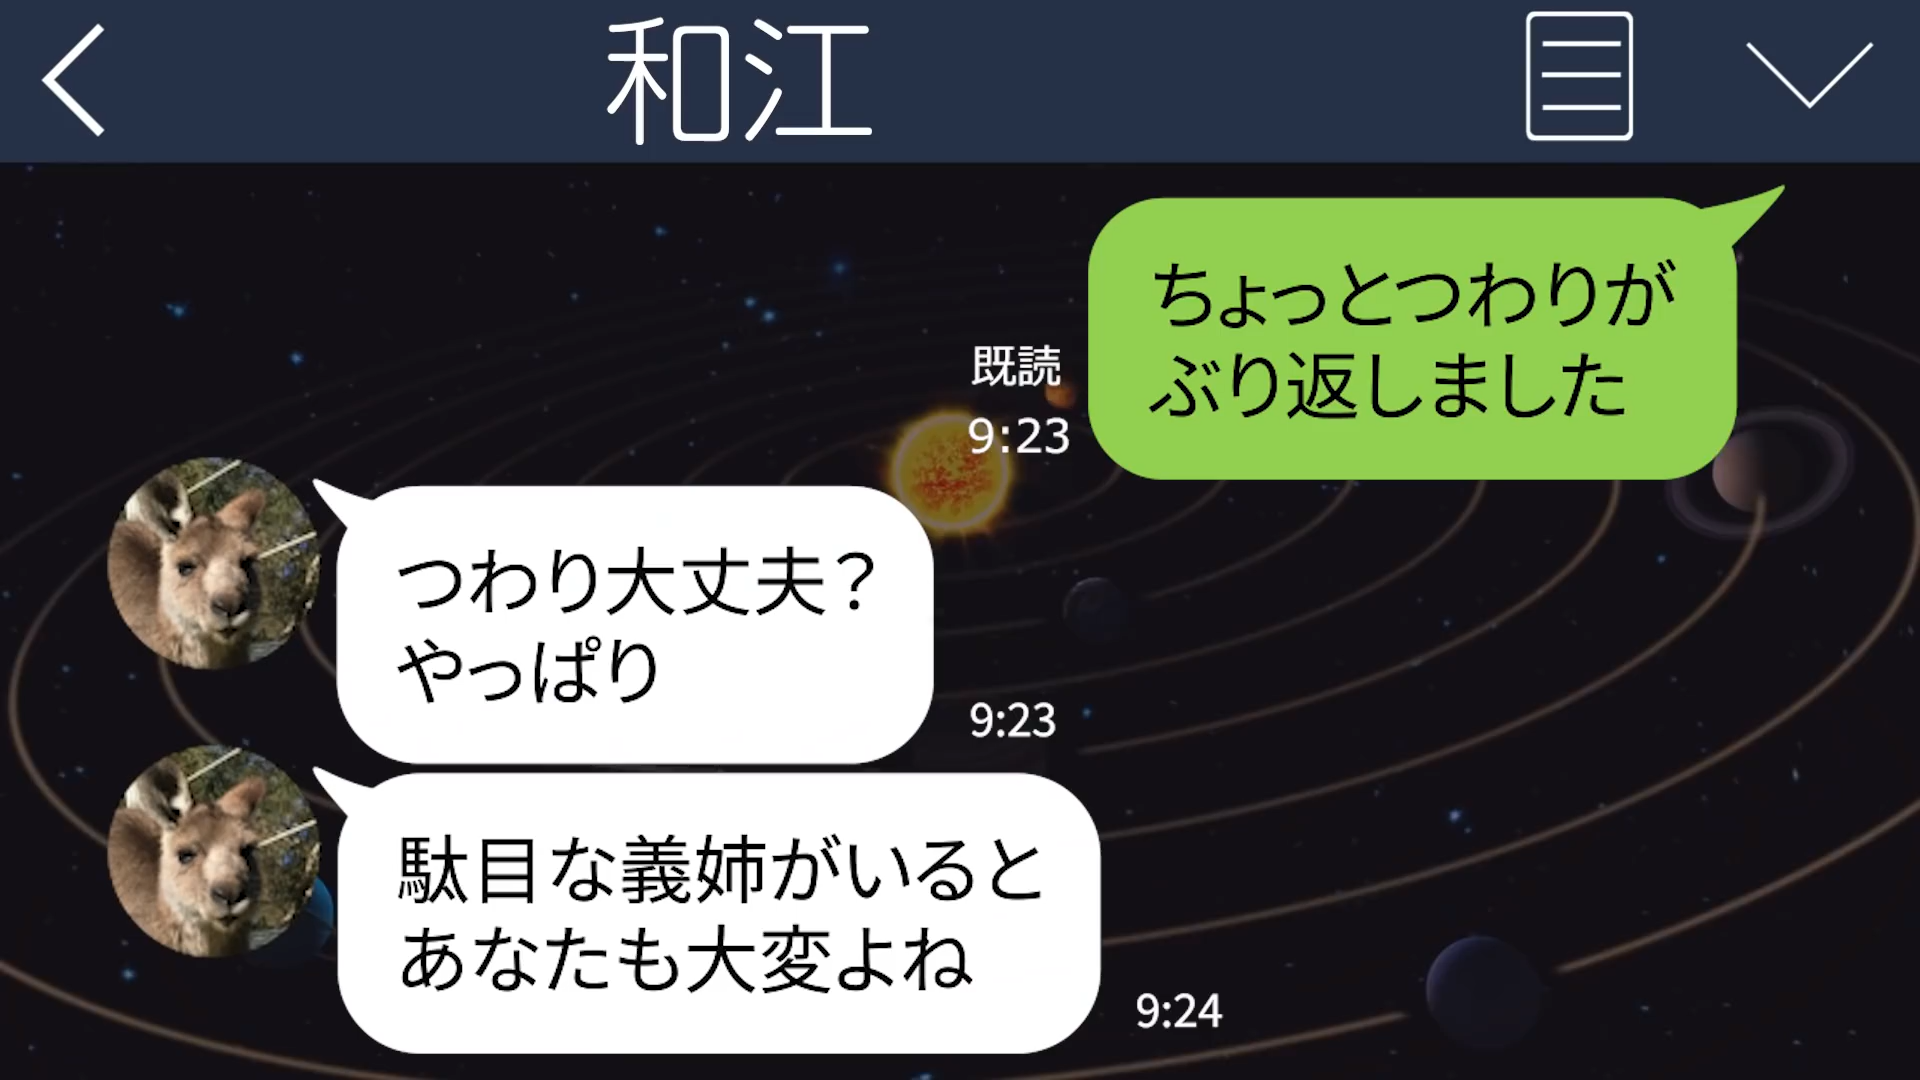 和江
ちょっとつわりが
ぶり返しました
既読
9:23
つわり大丈夫？
やっぱり
9:23
駄目な義姉がいると
あなたも大変よね
9:24